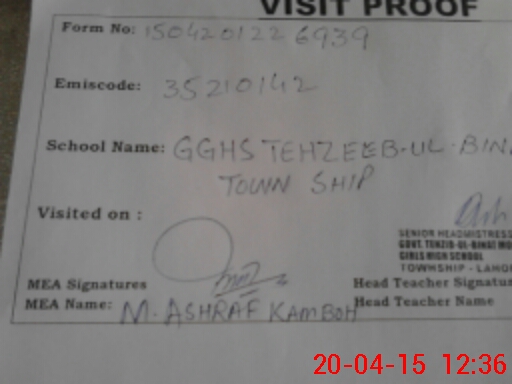 VISIT PROOF
Form No: 1504201226939
Emiscode: 35210142
School Name: GGHS TEHZEEB-UL-BIN
TOWN SHIP
Visited on :
SENIOR HEADMISTRESS
GOVT. TEHZIB-UL-BINAT MO
GIRLS HIGH SCHOOL
TOWNSHIP - LAHO
MEA Signatures Head Teacher Signatu
MEA Name: M. ASHRAF KAMBOH Head Teacher Name
20-04-15 12:36